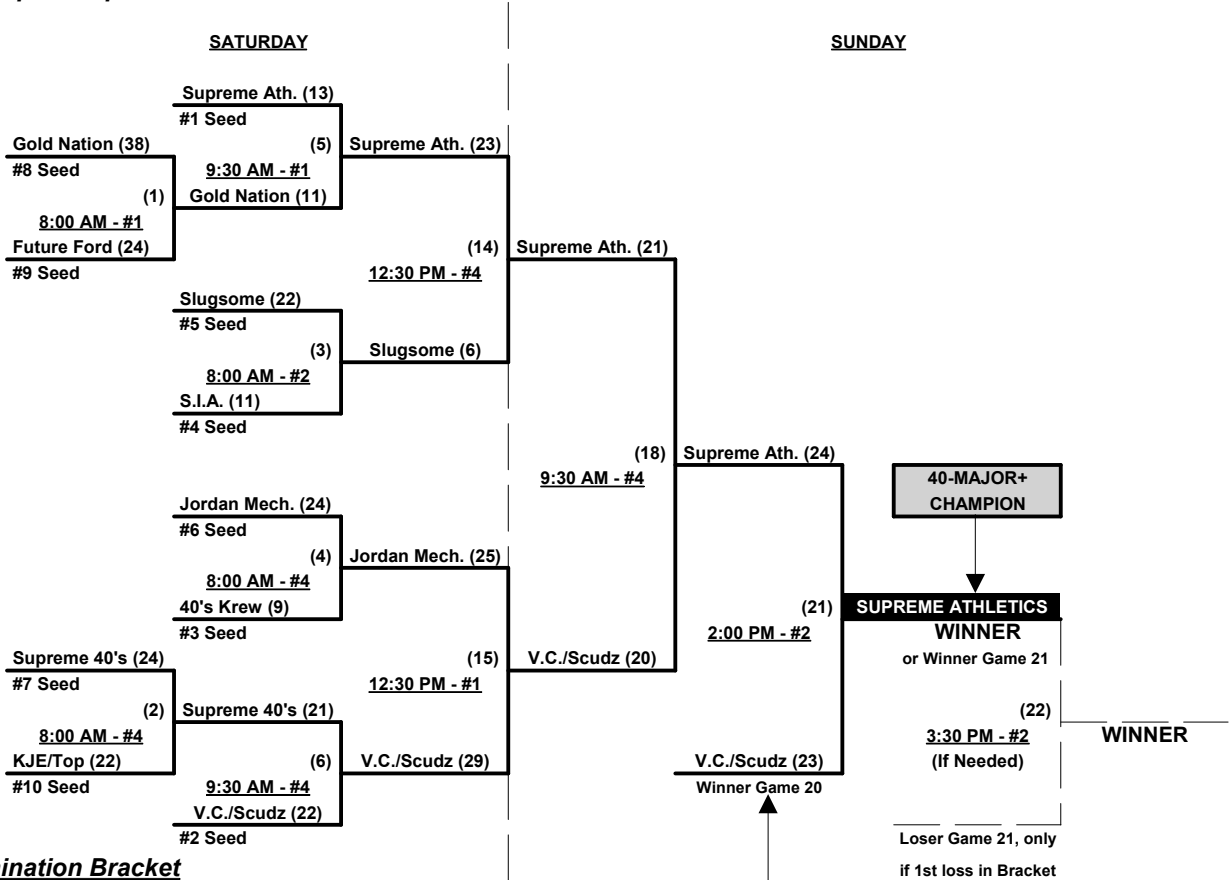 SATURDAY
SUNDAY
Supreme Ath. (13)
#1 Seed
Gold Nation (38)
#8 Seed
(5)
9:30 AM - #1
Supreme Ath. (23)
(1)
8:00 AM - #1
Gold Nation (11)
Future Ford (24)
#9 Seed
(14)
12:30 PM - #4
Supreme Ath. (21)
Slugsome (22)
#5 Seed
(3)
8:00 AM - #2
Slugsome (6)
S.I.A. (11)
#4 Seed
(18)
9:30 AM - #4
Supreme Ath. (24)
40-MAJOR+
CHAMPION
Jordan Mech. (24)
#6 Seed
(4)
8:00 AM - #4
Jordan Mech. (25)
40's Krew (9)
#3 Seed
(21)
2:00 PM - #2
SUPREME ATHLETICS
WINNER
or Winner Game 21
Supreme 40's (24)
#7 Seed
(15)
12:30 PM - #1
V.C./Scudz (20)
(2)
8:00 AM - #4
Supreme 40's (21)
KJE/Top (22)
#10 Seed
(6)
9:30 AM - #4
V.C./Scudz (29)
V.C./Scudz (22)
#2 Seed
V.C./Scudz (23)
Winner Game 20
(22)
3:30 PM - #2
(If Needed)
WINNER
Loser Game 21, only
if 1st loss in Bracket
ination Bracket